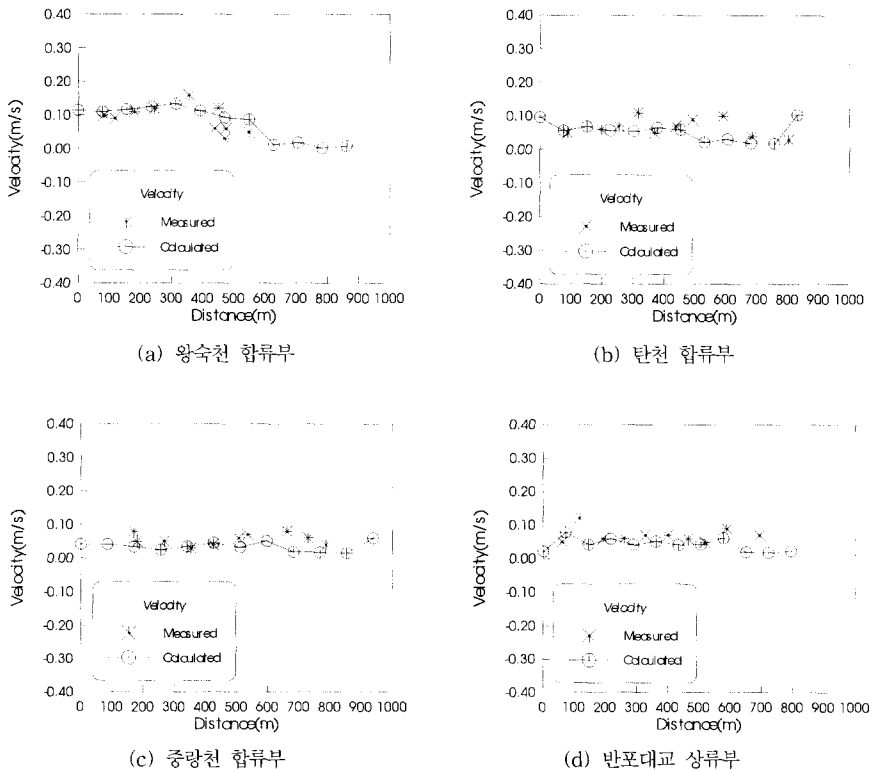 0.40
0.30
0.20
0.10
0.00
-0.10
-0.20
-0.30
-0.40
Velocity(m/s)
Velocity
Measured
Calculated
0 100 200 300 400 500 600 700 800 900 1000
Distance(m)
(a) 왕숙천 합류부
0.40
0.30
0.20
0.10
0.00
-0.10
-0.20
-0.30
-0.40
Velocity(m/s)
Velocity
Measured
Calculated
0 100 200 300 400 500 600 700 800 900 1000
Distance(m)
(b) 탄천 합류부
0.40
0.30
0.20
0.10
0.00
-0.10
-0.20
-0.30
-0.40
Velocity(m/s)
Velocity
Measured
Calculated
0 100 200 300 400 500 600 700 800 900 1000
Distance(m)
(c) 중랑천 합류부
0.40
0.30
0.20
0.10
0.00
-0.10
-0.20
-0.30
-0.40
Velocity(m/s)
Velocity
Measured
Calculated
0 100 200 300 400 500 600 700 800 900 1000
Distance(m)
(d) 반포대교 상류부